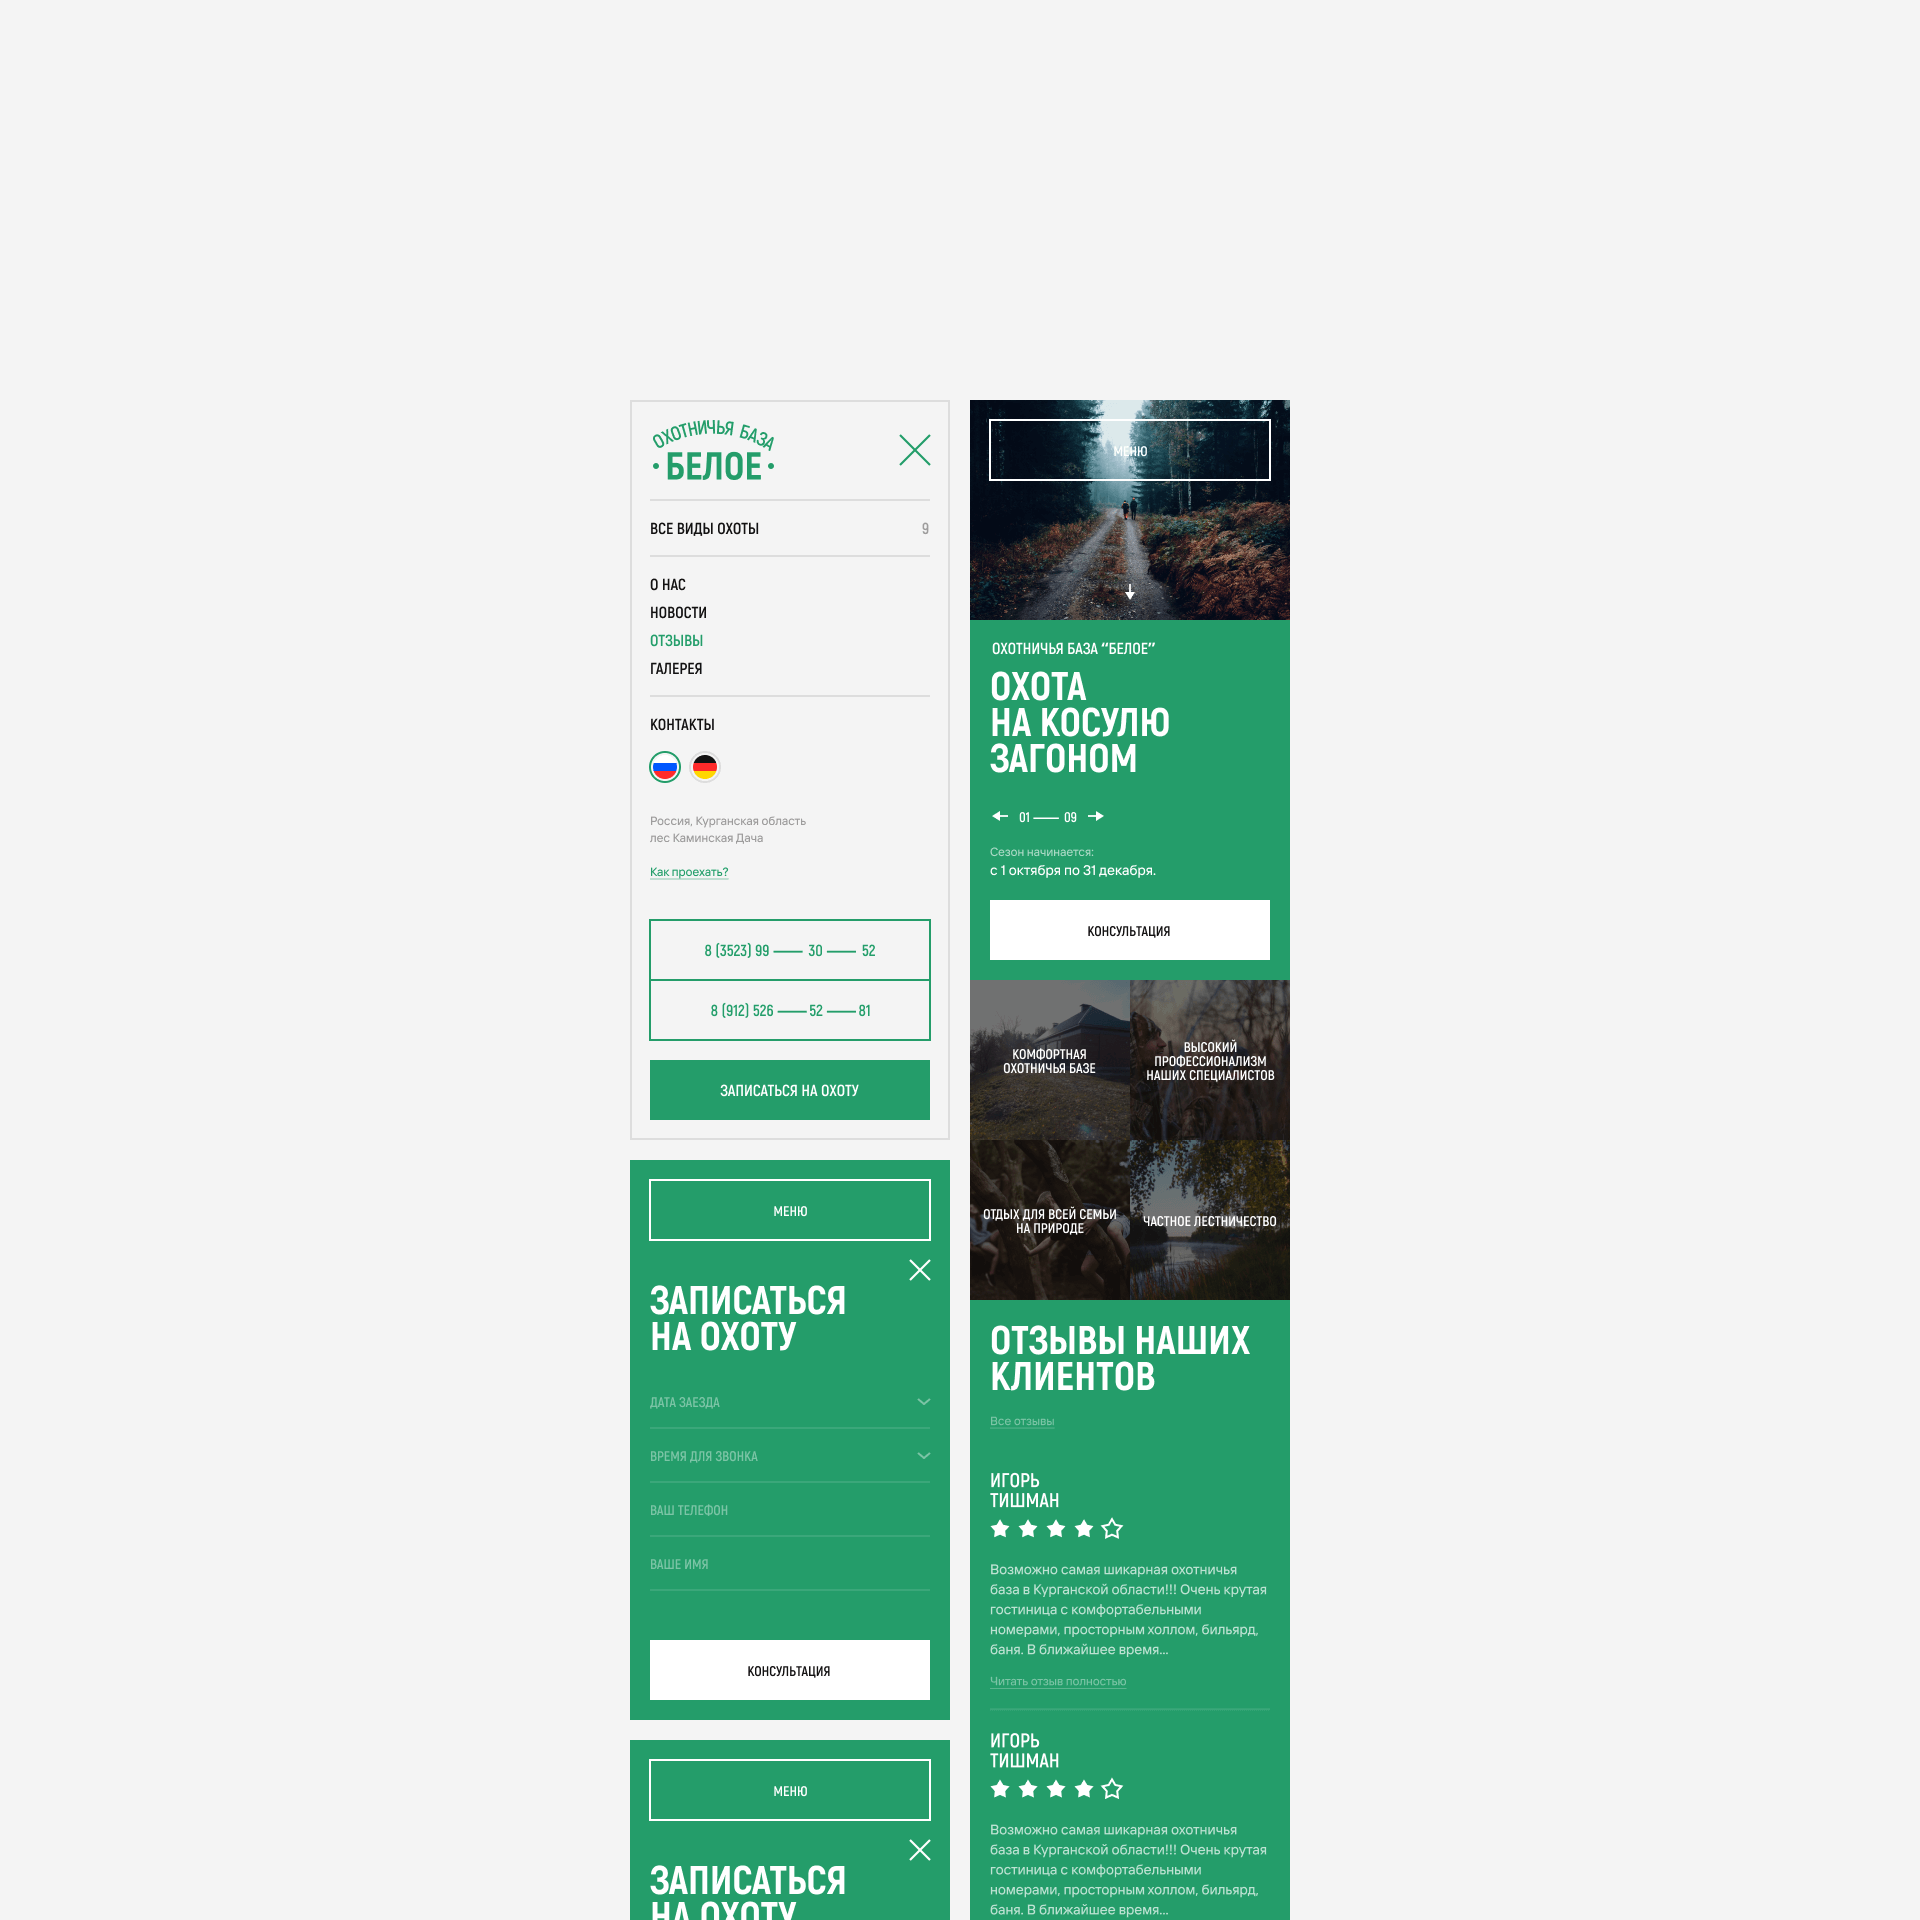 ОХОТНИЧЬЯ БАЗА
• БЕЛОЕ •
ВСЕ ВИДЫ ОХОТЫ 9
О НАС
НОВОСТИ
ОТЗЫВЫ
ГАЛЕРЕЯ
КОНТАКТЫ
Россия, Курганская область
лес Каминская Дача
Как проехать?
8 (3523) 99 — 30 — 52
8 (912) 526 — 52 — 81
ЗАПИСАТЬСЯ НА ОХОТУ
МЕНЮ
ЗАПИСАТЬСЯ
НА ОХОТУ
ДАТА ЗАЕЗДА
ВРЕМЯ ДЛЯ ЗВОНКА
ВАШ ТЕЛЕФОН
ВАШЕ ИМЯ
КОНСУЛЬТАЦИЯ
МЕНЮ
ЗАПИСАТЬСЯ
НА ОХОТУ
МЕНЮ
ОХОТНИЧЬЯ БАЗА “БЕЛОЕ”
ОХОТА
НА КОСУЛЮ
ЗАГОНОМ
01 — 09
Сезон начинается:
с 1 октября по 31 декабря.
КОНСУЛЬТАЦИЯ
КОМФОРТНАЯ
ОХОТНИЧЬЯ БАЗЕ
ВЫСОКИЙ
ПРОФЕССИОНАЛИЗМ
НАШИХ СПЕЦИАЛИСТОВ
ОТДЫХ ДЛЯ ВСЕЙ СЕМЬИ
НА ПРИРОДЕ
ЧАСТНОЕ ЛЕСТНИЧЕСТВО
ОТЗЫВЫ НАШИХ
КЛИЕНТОВ
Все отзывы
ИГОРЬ
ТИШМАН
Возможно самая шикарная охотничья
база в Курганской области!!! Очень крутая
гостиница с комфортабельными
номерами, просторным холлом, бильярд,
баня. В ближайшее время...
Читать отзыв полностью
ИГОРЬ
ТИШМАН
Возможно самая шикарная охотничья
база в Курганской области!!! Очень крутая
гостиница с комфортабельными
номерами, просторным холлом, бильярд,
баня. В ближайшее время...